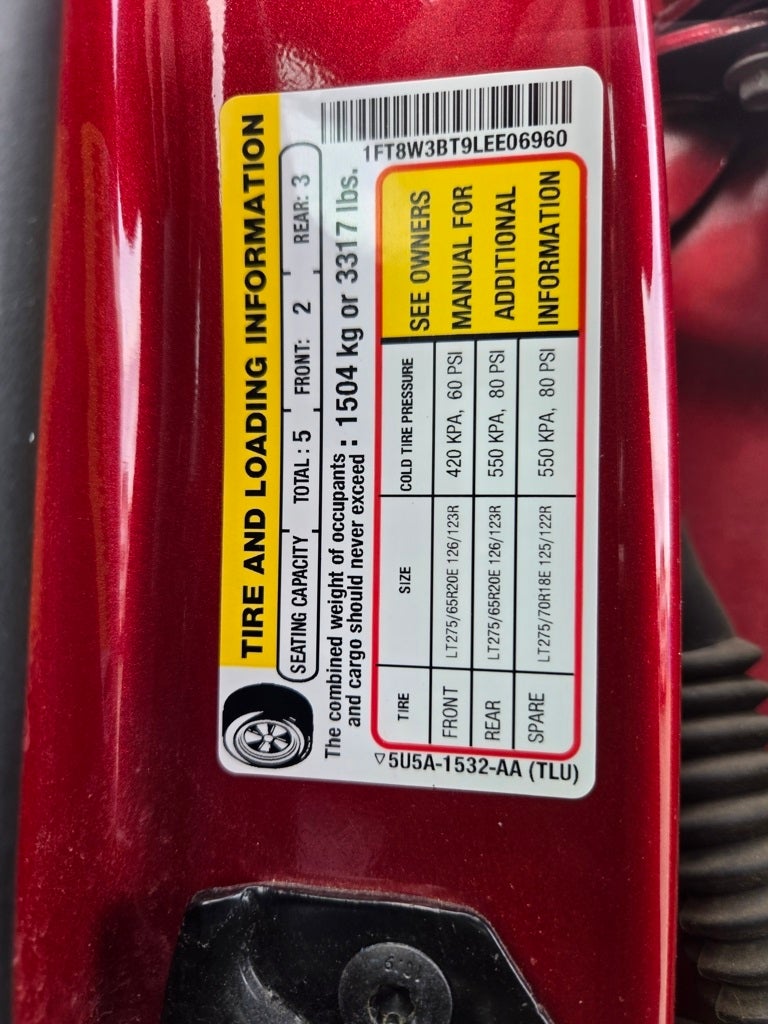 TIRE AND LOADING INFORMATION
SEATING CAPACITY TOTAL : 5 FRONT: 2 REAR: 3
The combined weight of occupants and cargo should never exceed : 1504 kg or 3317 lbs.
TIRE SIZE COLD TIRE PRESSURE
FRONT LT275/65R20E 126/123R 420 KPA, 60 PSI
REAR LT275/65R20E 126/123R 550 KPA, 80 PSI
SPARE LT275/70R18E 125/122R 550 KPA, 80 PSI
SEE OWNERS
MANUAL FOR
ADDITIONAL
INFORMATION
5U5A-1532-AA (TLU)
1FT8W3BT9LEE06960